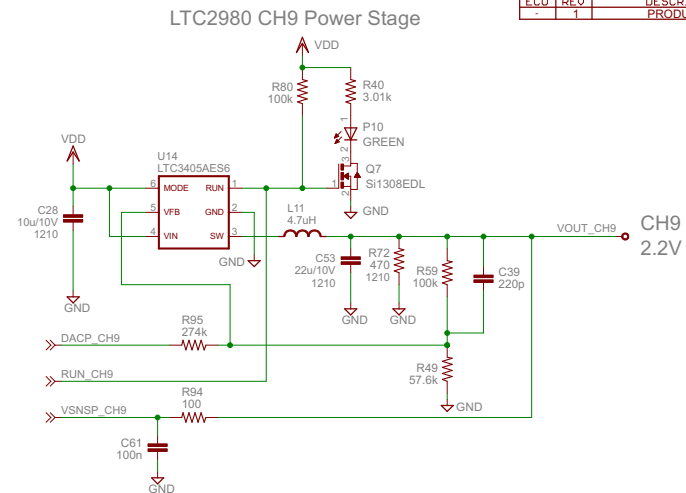 LTC2980 CH9 Power Stage
ECO REV
- 1 PRODU
VDD
R80
100k
R40
3.01k
1
P10
GREEN
2
3
Q7
Si1308EDL
1
2
GND
VDD
U14
LTC3405AES6
6 MODE RUN 1
5 VFB GND 2
4 VIN SW 3
C28
10u/10V
1210
GND
GND
L11
4.7uH
VOUT_CH9
CH9
2.2V
C53
22u/10V
1210
R72
470
1210
R59
100k
C39
220p
GND
GND
DACP_CH9
R95
274k
RUN_CH9
R49
57.6k
GND
VSNSP_CH9
R94
100
C61
100n
GND